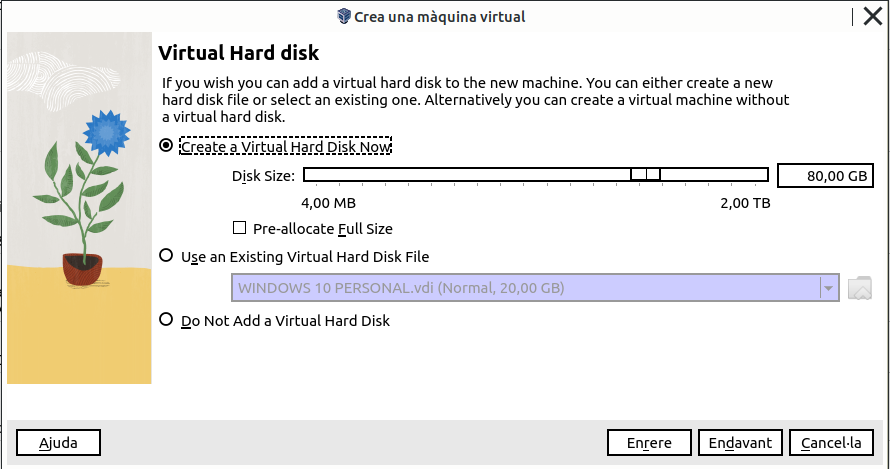 Crea una màquina virtual
Virtual Hard disk
If you wish you can add a virtual hard disk to the new machine. You can either create a new
hard disk file or select an existing one. Alternatively you can create a virtual machine without
a virtual hard disk.
Create a Virtual Hard Disk Now
Disk Size:
80,00 GB
4,00 MB
2,00 TB
Pre-allocate Full Size
Use an Existing Virtual Hard Disk File
WINDOWS 10 PERSONAL.vdi (Normal, 20,00 GB)
Do Not Add a Virtual Hard Disk
Ajuda
Enrere
Endavant
Cancel·la